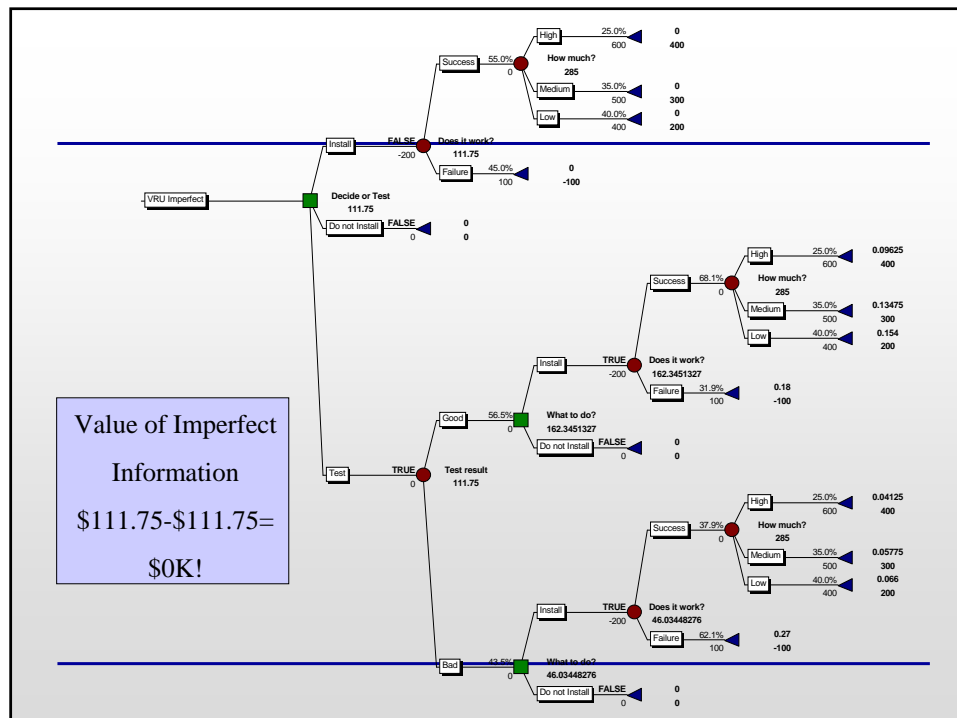 High 25.0% 0
600 400
Success 55.0% How much?
0 285
Medium 35.0% 0
500 300
Low 40.0% 0
400 200
Install FALSE Does it work?
-200 111.75
Failure 45.0% 0
100 -100
VRU Imperfect Decide or Test
111.75
Do not Install FALSE 0
0 0
High 25.0% 0.09625
600 400
Success 68.1% How much?
0 285
Medium 35.0% 0.13475
500 300
Low 40.0% 0.154
400 200
Install TRUE Does it work?
-200 162.3451327
Failure 31.9% 0.18
100 -100
Good 56.5% What to do?
0 162.3451327
Do not Install FALSE 0
0 0
Test TRUE Test result
0 111.75
High 25.0% 0.04125
600 400
Success 37.9% How much?
0 285
Medium 35.0% 0.05775
500 300
Low 40.0% 0.066
400 200
Install TRUE Does it work?
-200 46.03448276
Failure 62.1% 0.27
100 -100
Bad 43.5% What to do?
0 46.03448276
Do not Install FALSE 0
0 0
Value of Imperfect
Information
$111.75-$111.75=
$0K!